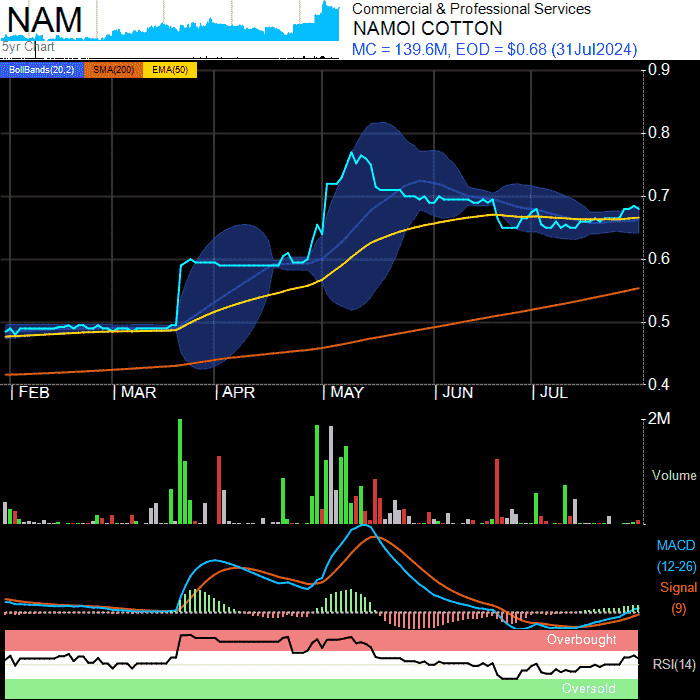 NAM
5yr Chart
Commercial & Professional Services
NAMOI COTTON
MC = 139.6M, EOD = $0.68 (31Jul2024)
BollBands(20,2) SMA(200) EMA(50)
0.9
0.8
0.7
0.6
0.5
0.4
FEB MAR APR MAY JUN JUL
2M
Volume
MACD
(12-26)
Signal
(9)
Overbought
RSI(14)
Oversold